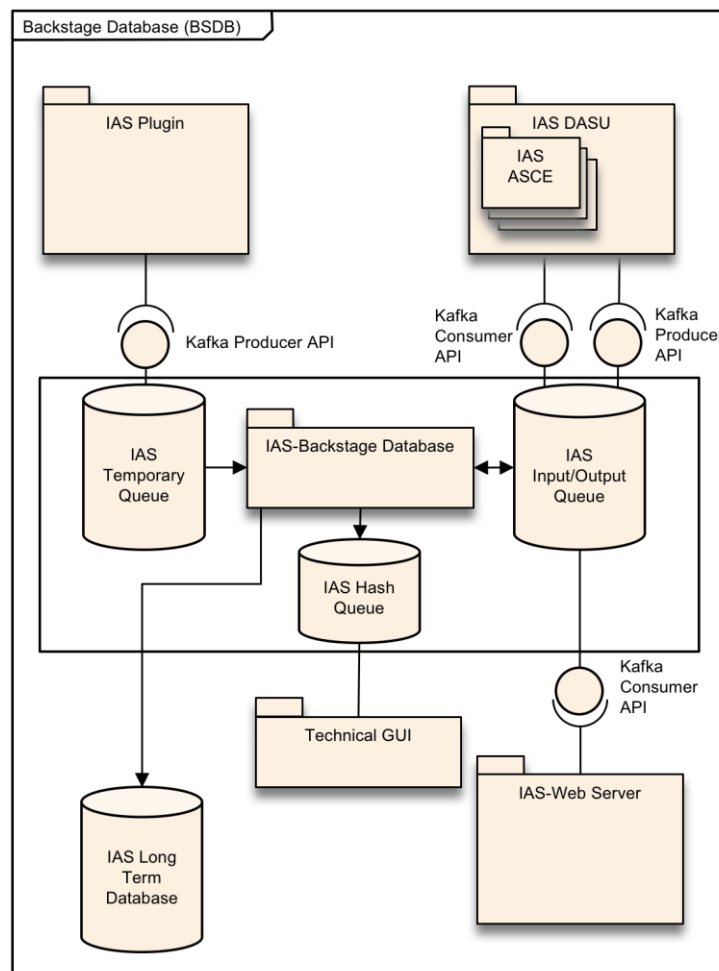 Backstage Database (BSDB)
IAS Plugin
IAS DASU
IAS
ASCE
Kafka Producer API
Kafka
Consumer
API
Kafka
Producer
API
IAS
Temporary
Queue
IAS-Backstage Database
IAS
Input/Output
Queue
IAS Hash
Queue
Kafka
Consumer
API
Technical GUI
IAS-Web Server
IAS Long
Term
Database